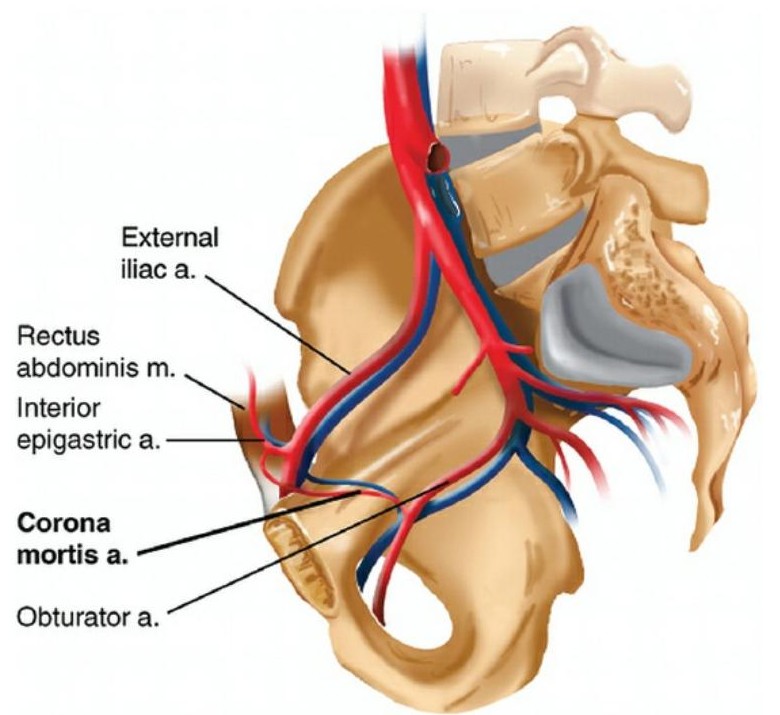 External
iliac a.
Rectus
abdominis m.
Interior
epigastric a.
Corona
mortis a.
Obturator a.